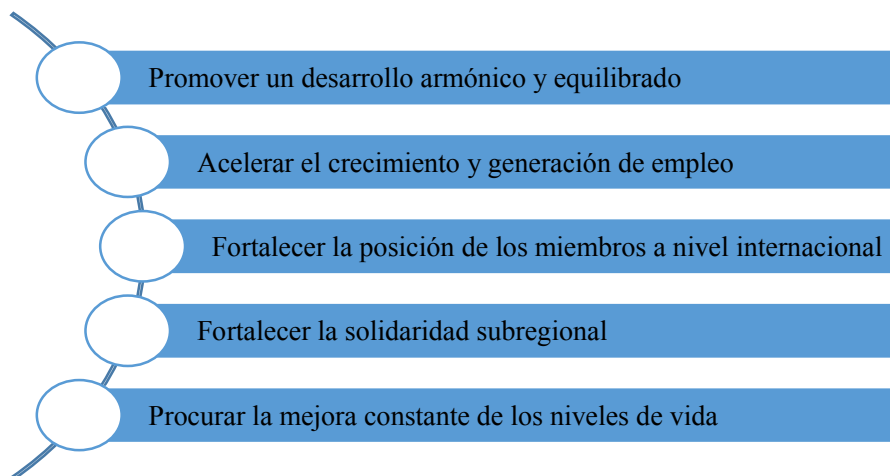 Promover un desarrollo armónico y equilibrado
Acelerar el crecimiento y generación de empleo
Fortalecer la posición de los miembros a nivel internacional
Fortalecer la solidaridad subregional
Procurar la mejora constante de los niveles de vida